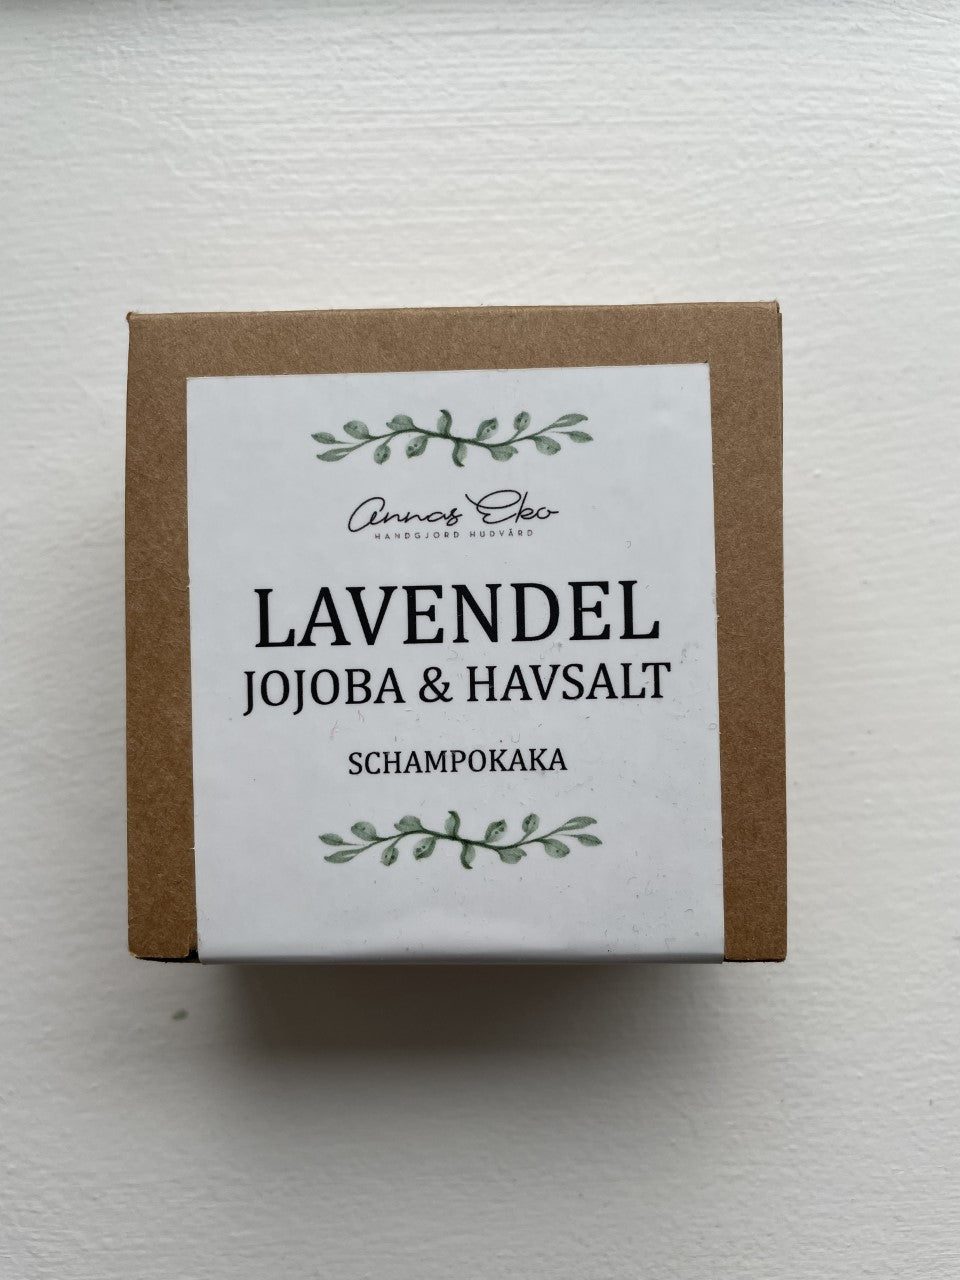 Annas Eko
HANDGJORD HUDVÅRD
LAVENDEL
JOJOBA & HAVSALT
SCHAMPOKAKA